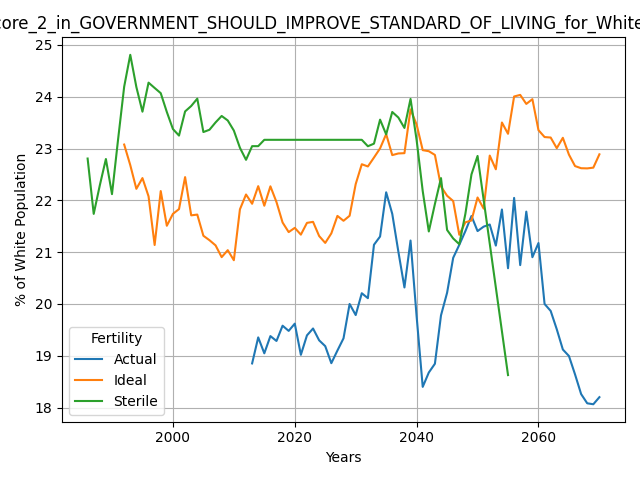 core_2_in_GOVERNMENT_SHOULD_IMPROVE_STANDARD_OF_LIVING_for_White
% of White Population
25
24
23
22
21
20
19
18
Fertility
Actual
Ideal
Sterile
2000
2020
2040
2060
Years